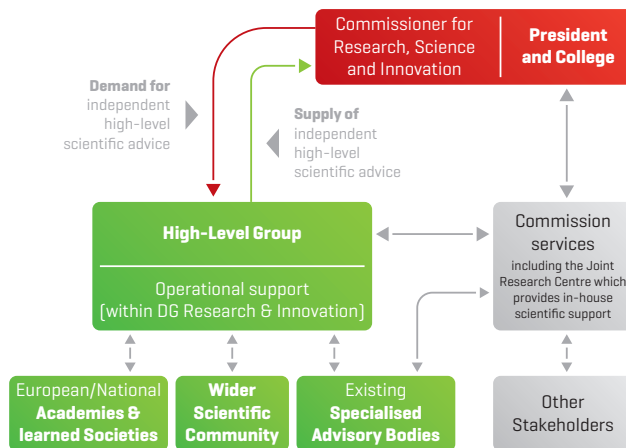 Commissioner for
Research, Science
and Innovation
President
and College
Demand for
independent
high-level
scientific advice
Supply of
independent
high-level
scientific advice
High-Level Group
Operational support
(within DG Research & Innovation)
Commission
services
including the Joint
Research Centre which
provides in-house
scientific support
European/National
Academies &
learned Societies
Wider
Scientific
Community
Existing
Specialised
Advisory Bodies
Other
Stakeholders